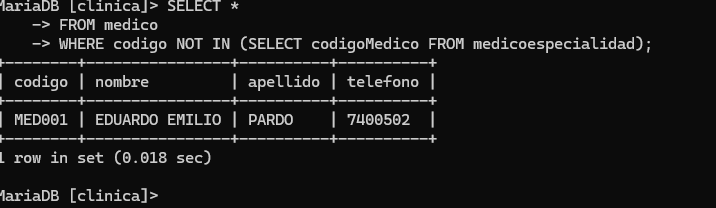 MariaDB [clinica]> SELECT *
    -> FROM medico
    -> WHERE codigo NOT IN (SELECT codigoMedico FROM medicoespecialidad);
+--------+----------------+----------+----------+
| codigo | nombre         | apellido | telefono |
+--------+----------------+----------+----------+
| MED001 | EDUARDO EMILIO | PARDO    | 7400502  |
+--------+----------------+----------+----------+
1 row in set (0.018 sec)
MariaDB [clinica]>